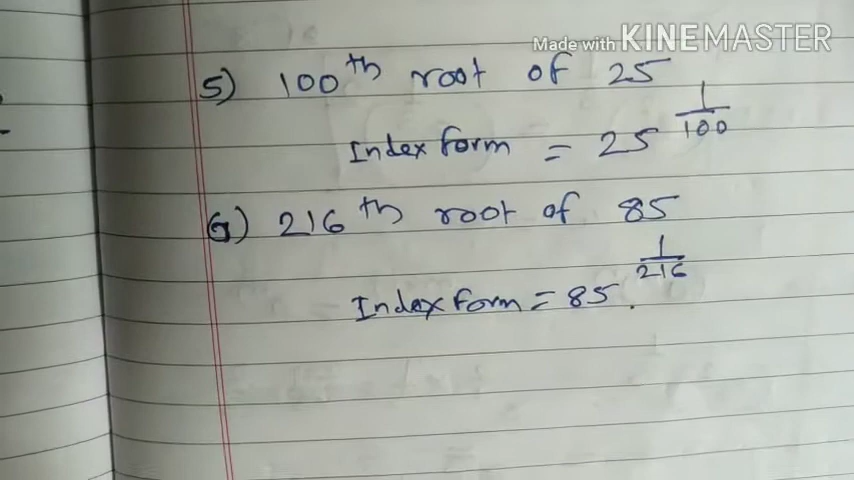 Made with KINEMASTER
5) 100th root of 25
Index form = 25^(1/100)
6) 216th root of 85
Index form = 85^(1/216).